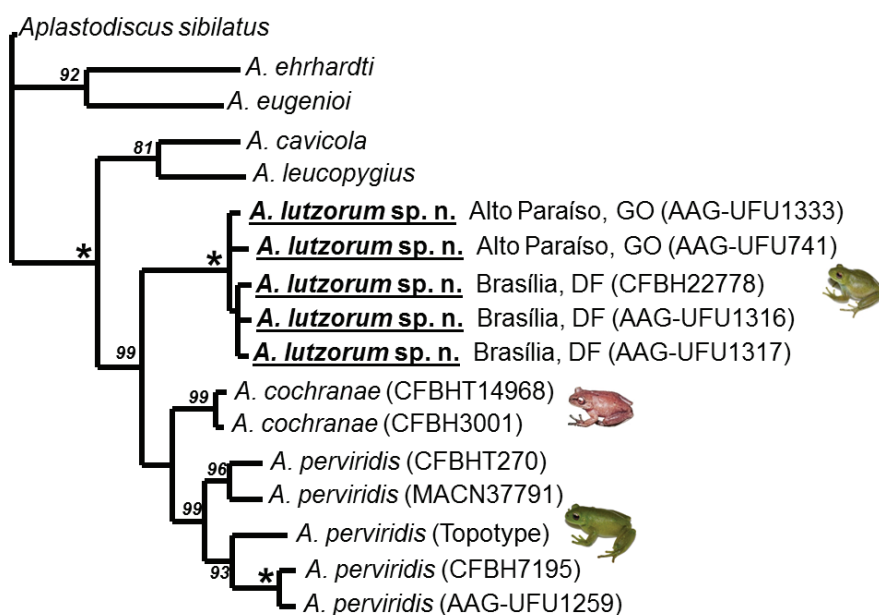 Aplastodiscus sibilatus
92
A. ehrhardti
A. eugenioi
81
A. cavicola
A. leucopygius
A. lutzorum sp. n. Alto Paraíso, GO (AAG-UFU1333)
*
*
A. lutzorum sp. n. Alto Paraíso, GO (AAG-UFU741)
A. lutzorum sp. n. Brasília, DF (CFBH22778)
A. lutzorum sp. n. Brasília, DF (AAG-UFU1316)
99
A. lutzorum sp. n. Brasília, DF (AAG-UFU1317)
99
A. cochranae (CFBHT14968)
A. cochranae (CFBH3001)
96
A. perviridis (CFBHT270)
A. perviridis (MACN37791)
99
A. perviridis (Topotype)
93
*
A. perviridis (CFBH7195)
A. perviridis (AAG-UFU1259)